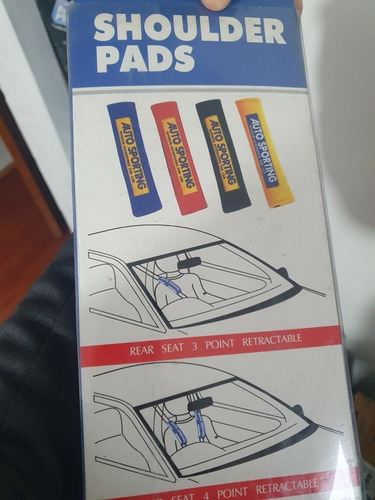 SHOULDER
PADS
AUTO SPORTING
AUTO SPORTING
AUTO SPORTING
AUTO SPORTING
REAR SEAT 3 POINT RETRACTABLE
SEAT 4 POINT RETRACTABLE